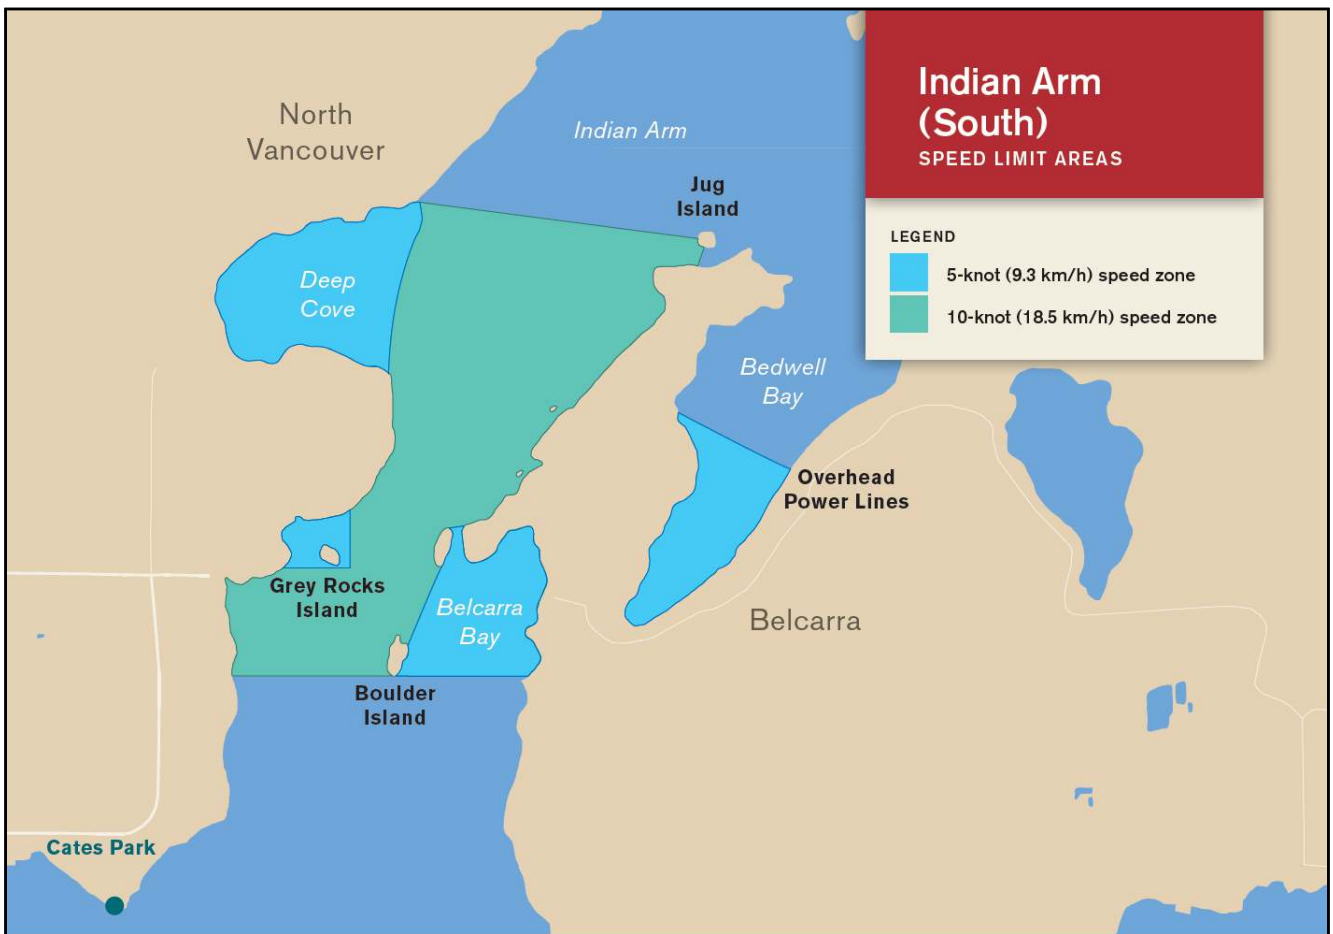 Indian Arm
(South)
SPEED LIMIT AREAS
LEGEND
5-knot (9.3 km/h) speed zone
10-knot (18.5 km/h) speed zone
North
Vancouver
Indian Arm
Jug
Island
Deep
Cove
Bedwell
Bay
Overhead
Power Lines
Grey Rocks
Island
Belcarra
Bay
Belcarra
Boulder
Island
Cates Park